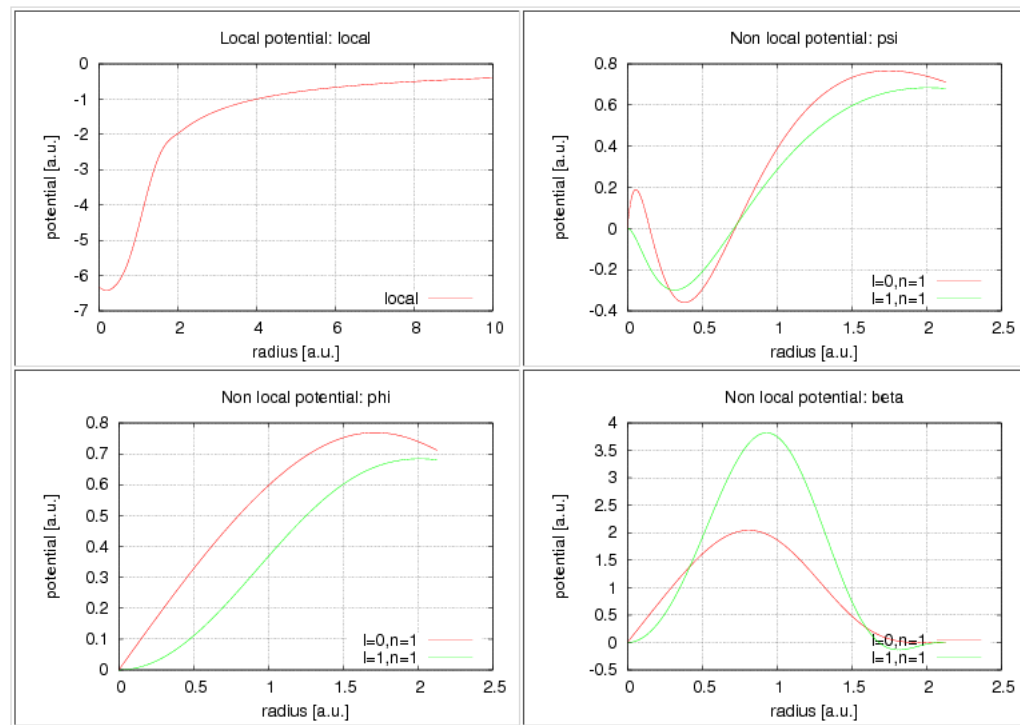 Local potential: local
0
-1
-2
-3
-4
-5
-6
-7
potential [a.u.]
local
0 2 4 6 8 10
radius [a.u.]
Non local potential: psi
0.8
0.6
0.4
0.2
0
-0.2
-0.4
potential [a.u.]
l=0,n=1
l=1,n=1
0 0.5 1 1.5 2 2.5
radius [a.u.]
Non local potential: phi
0.8
0.7
0.6
0.5
0.4
0.3
0.2
0.1
0
potential [a.u.]
l=0,n=1
l=1,n=1
0 0.5 1 1.5 2 2.5
radius [a.u.]
Non local potential: beta
4
3.5
3
2.5
2
1.5
1
0.5
0
-0.5
potential [a.u.]
l=0,n=1
l=1,n=1
0 0.5 1 1.5 2 2.5
radius [a.u.]